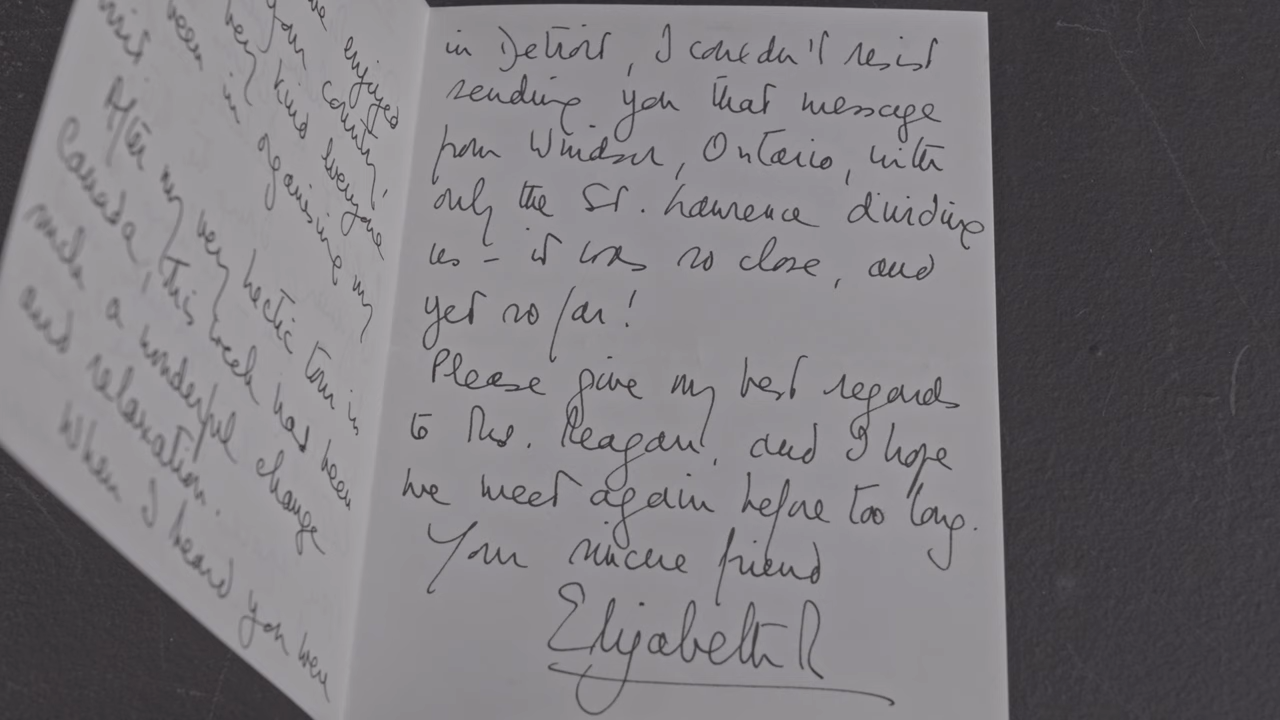 enjoyed
your country,
been very kind everyone
in organising my
visit
After my very hectic tour in
Canada, this week has been
such a wonderful change
and relaxation.
When I heard you were
in Detroit, I couldn't resist
sending you that message
from Windsor, Ontario, with
only the St. Lawrence dividing
us – it was so close, and
yet so far!
Please give my best regards
to Mrs. Reagan, and I hope
we meet again before too long.
Your sincere friend
Elizabeth R